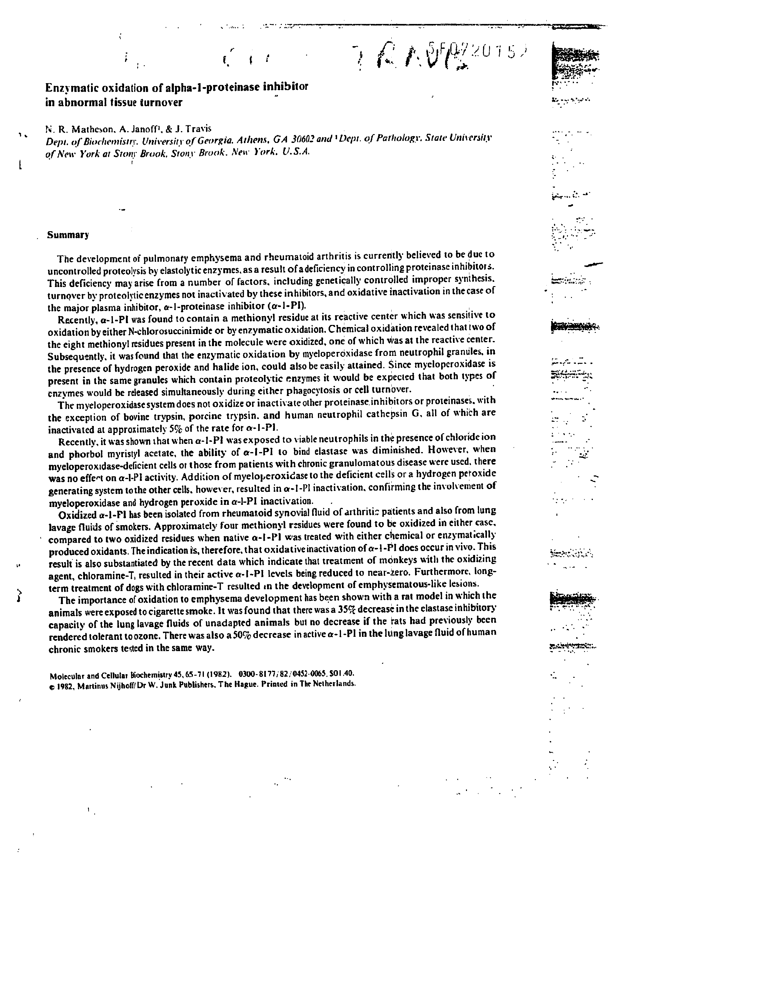 Enzymatic oxidation of alpha-1-proteinase inhibitor
in abnormal tissue turnover
N. R. Matheson, A. Janoff¹, & J. Travis
Dept. of Biochemistry, University of Georgia, Athens, GA 30602 and ¹Dept. of Pathology, State University
of New York at Stony Brook, Stony Brook, New York, U.S.A.
Summary
The development of pulmonary emphysema and rheumatoid arthritis is currently believed to be due to
uncontrolled proteolysis by elastolytic enzymes, as a result of a deficiency in controlling proteinase inhibitors.
This deficiency may arise from a number of factors, including genetically controlled improper synthesis,
turnover by proteolytic enzymes not inactivated by these inhibitors, and oxidative inactivation in the case of
the major plasma inhibitor, α-1-proteinase inhibitor (α-1-PI).
Recently, α-1-PI was found to contain a methionyl residue at its reactive center which was sensitive to
oxidation by either N-chlorosuccinimide or by enzymatic oxidation. Chemical oxidation revealed that two of
the eight methionyl residues present in the molecule were oxidized, one of which was at the reactive center.
Subsequently, it was found that the enzymatic oxidation by myeloperoxidase from neutrophil granules, in
the presence of hydrogen peroxide and halide ion, could also be easily attained. Since myeloperoxidase is
present in the same granules which contain proteolytic enzymes it would be expected that both types of
enzymes would be released simultaneously during either phagocytosis or cell turnover.
The myeloperoxidase system does not oxidize or inactivate other proteinase inhibitors or proteinases, with
the exception of bovine trypsin, porcine trypsin, and human neutrophil cathepsin G, all of which are
inactivated at approximately 5% of the rate for α-1-PI.
Recently, it was shown that when α-1-PI was exposed to viable neutrophils in the presence of chloride ion
and phorbol myristyl acetate, the ability of α-1-PI to bind elastase was diminished. However, when
myeloperoxidase-deficient cells or those from patients with chronic granulomatous disease were used, there
was no effect on α-1-PI activity. Addition of myeloperoxidase to the deficient cells or a hydrogen peroxide
generating system to the other cells, however, resulted in α-1-PI inactivation, confirming the involvement of
myeloperoxidase and hydrogen peroxide in α-1-PI inactivation.
Oxidized α-1-PI has been isolated from rheumatoid synovial fluid of arthritic patients and also from lung
lavage fluids of smokers. Approximately four methionyl residues were found to be oxidized in either case,
compared to two oxidized residues when native α-1-PI was treated with either chemical or enzymatically
produced oxidants. The indication is, therefore, that oxidative inactivation of α-1-PI does occur in vivo. This
result is also substantiated by the recent data which indicate that treatment of monkeys with the oxidizing
agent, chloramine-T, resulted in their active α-1-PI levels being reduced to near-zero. Furthermore, long-
term treatment of dogs with chloramine-T resulted in the development of emphysematous-like lesions.
The importance of oxidation to emphysema development has been shown with a rat model in which the
animals were exposed to cigarette smoke. It was found that there was a 35% decrease in the elastase inhibitory
capacity of the lung lavage fluids of unadapted animals but no decrease if the rats had previously been
rendered tolerant to ozone. There was also a 50% decrease in active α-1-PI in the lung lavage fluid of human
chronic smokers tested in the same way.
Molecular and Cellular Biochemistry 45, 65-71 (1982). 0300-8177/82/0452-0065 $01.40.
© 1982, Martinus Nijhoff/Dr W. Junk Publishers, The Hague. Printed in The Netherlands.